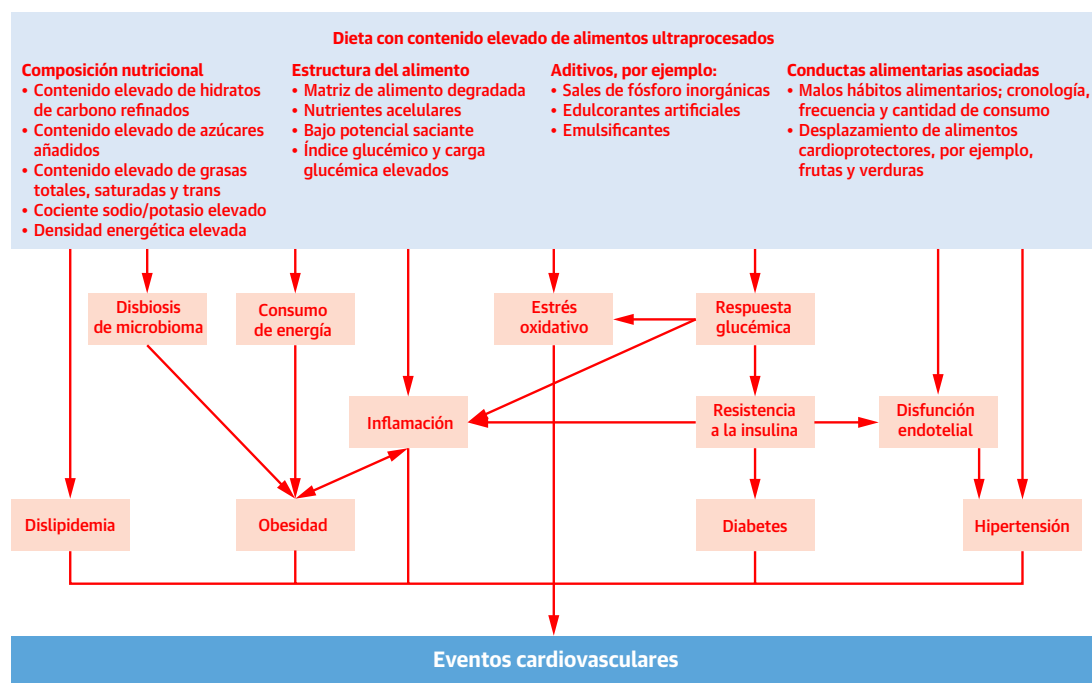 Dieta con contenido elevado de alimentos ultraprocesados
Composición nutricional
• Contenido elevado de hidratos
de carbono refinados
• Contenido elevado de azúcares
añadidos
• Contenido elevado de grasas
totales, saturadas y trans
• Cociente sodio/potasio elevado
• Densidad energética elevada
Estructura del alimento
• Matriz de alimento degradada
• Nutrientes acelulares
• Bajo potencial saciante
• Índice glucémico y carga
glucémica elevados
Aditivos, por ejemplo:
• Sales de fósforo inorgánicas
• Edulcorantes artificiales
• Emulsificantes
Conductas alimentarias asociadas
• Malos hábitos alimentarios; cronología,
frecuencia y cantidad de consumo
• Desplazamiento de alimentos
cardioprotectores, por ejemplo,
frutas y verduras
Disbiosis
de microbioma
Consumo
de energía
Estrés
oxidativo
Respuesta
glucémica
Inflamación
Resistencia
a la insulina
Disfunción
endotelial
Dislipidemia
Obesidad
Diabetes
Hipertensión
Eventos cardiovasculares